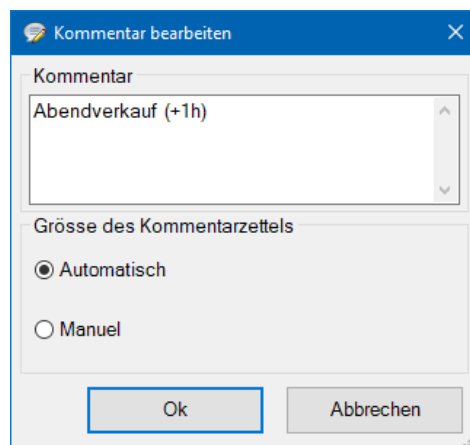 Kommentar bearbeiten
Kommentar
Abendverkauf (+1h)
Grösse des Kommentarzettels
Automatisch
Manuel
Ok Abbrechen